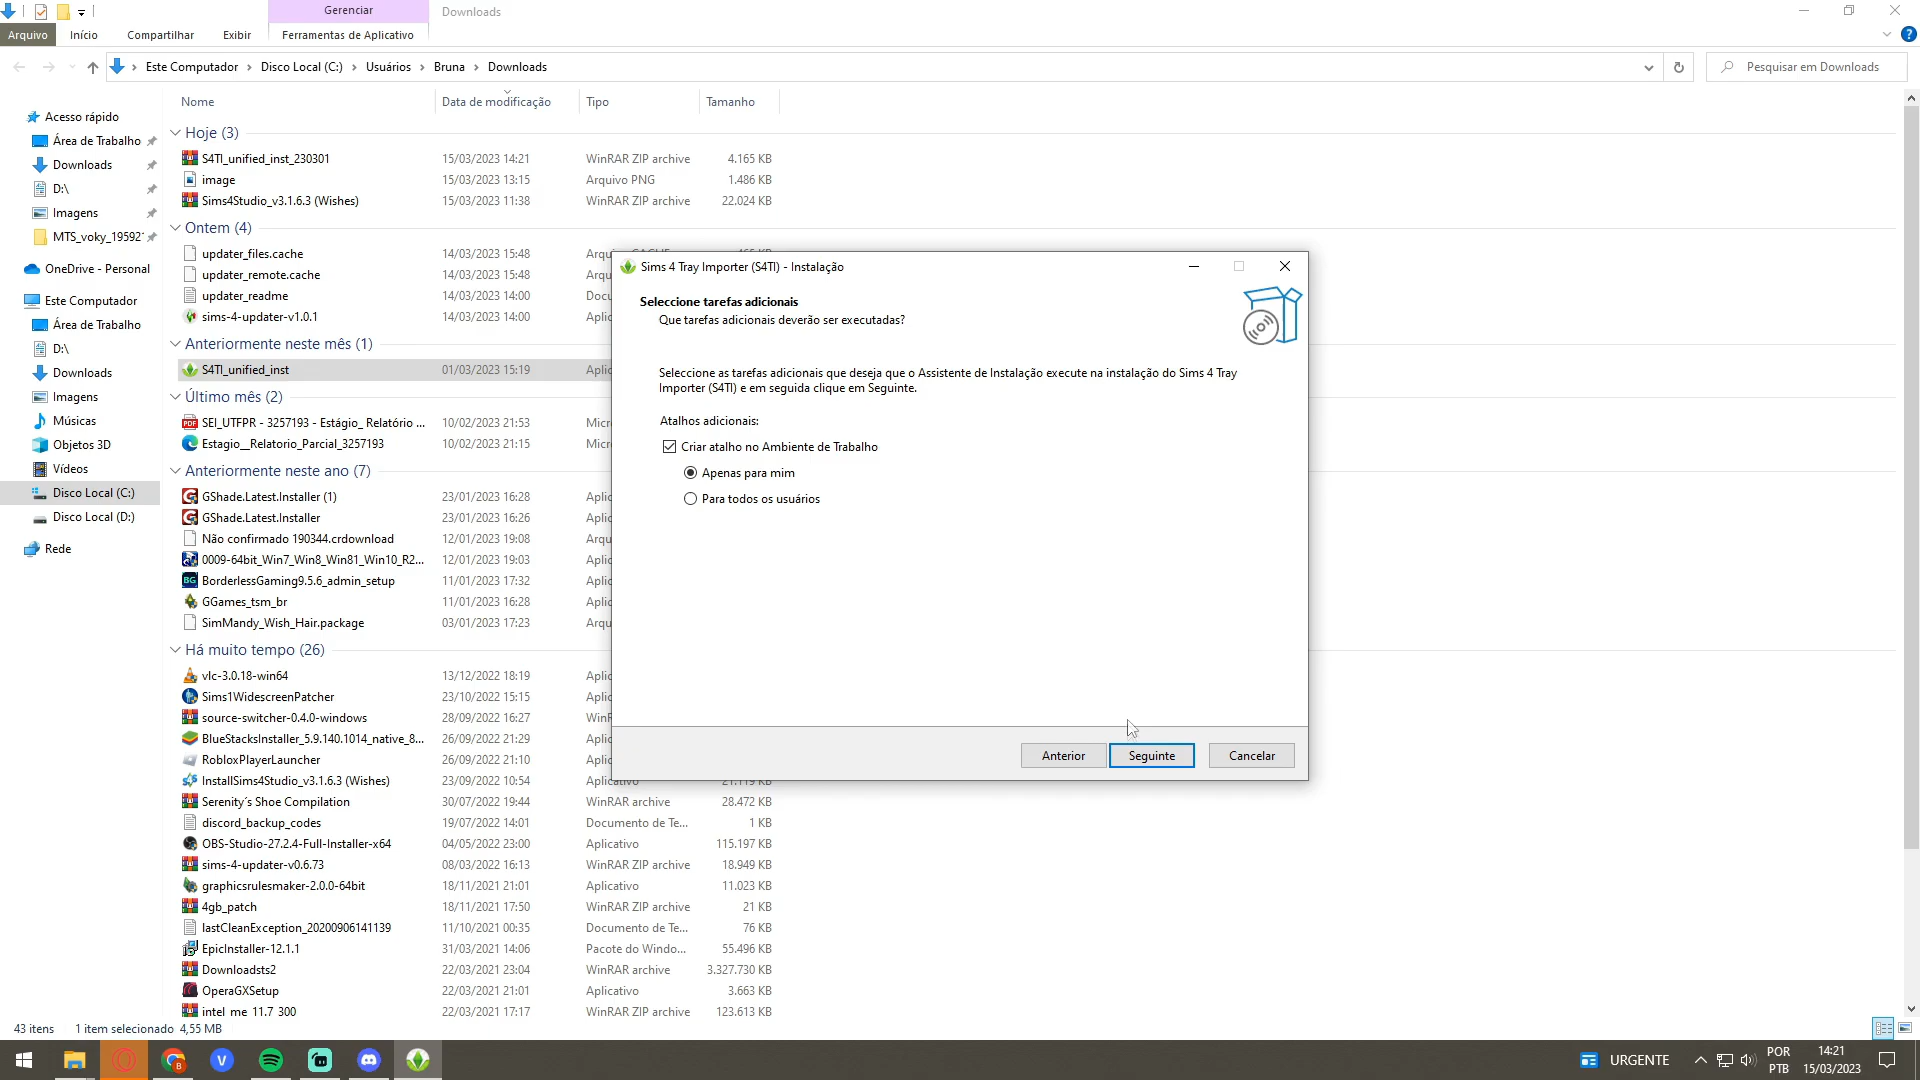 Gerenciar
Downloads
Arquivo
Início
Compartilhar
Exibir
Ferramentas de Aplicativo
Este Computador
Disco Local (C:)
Usuários
Bruna
Downloads
Pesquisar em Downloads
Acesso rápido
Área de Trabalho
Downloads
D:\
Imagens
MTS_voky_19592
OneDrive - Personal
Este Computador
Área de Trabalho
D:\
Downloads
Imagens
Músicas
Objetos 3D
Vídeos
Disco Local (C:)
Disco Local (D:)
Rede
Nome Data de modificação Tipo Tamanho
Hoje (3)
S4TI_unified_inst_230301 15/03/2023 14:21 WinRAR ZIP archive 4.165 KB
image 15/03/2023 13:15 Arquivo PNG 1.486 KB
Sims4Studio_v3.1.6.3 (Wishes) 15/03/2023 11:38 WinRAR ZIP archive 22.024 KB
Ontem (4)
updater_files.cache 14/03/2023 15:48
updater_remote.cache 14/03/2023 15:48 Arqu
updater_readme 14/03/2023 14:00 Docu
sims-4-updater-v1.0.1 14/03/2023 14:00 Aplic
Anteriormente neste mês (1)
S4TI_unified_inst 01/03/2023 15:19 Aplic
Último mês (2)
SEI_UTFPR - 3257193 - Estágio_ Relatório ... 10/02/2023 21:53 Micr
Estagio__Relatorio_Parcial_3257193 10/02/2023 21:15 Micr
Anteriormente neste ano (7)
GShade.Latest.Installer (1) 23/01/2023 16:28 Aplic
GShade.Latest.Installer 23/01/2023 16:26 Aplic
Não confirmado 190344.crdownload 12/01/2023 19:08 Arqu
0009-64bit_Win7_Win8_Win81_Win10_R2... 12/01/2023 19:03 Aplic
BorderlessGaming9.5.6_admin_setup 11/01/2023 17:32 Aplic
GGames_tsm_br 11/01/2023 16:28 Aplic
SimMandy_Wish_Hair.package 03/01/2023 17:23 Arqu
Há muito tempo (26)
vlc-3.0.18-win64 13/12/2022 18:19 Aplic
Sims1WidescreenPatcher 23/10/2022 15:15 Aplic
source-switcher-0.4.0-windows 28/09/2022 16:27 WinR
BlueStacksInstaller_5.9.140.1014_native_8... 26/09/2022 21:29 Aplic
RobloxPlayerLauncher 26/09/2022 21:10 Aplic
InstallSims4Studio_v3.1.6.3 (Wishes) 23/09/2022 10:54 Aplicativo 21.119 KB
Serenity´s Shoe Compilation 30/07/2022 19:44 WinRAR archive 28.472 KB
discord_backup_codes 19/07/2022 14:01 Documento de Te... 1 KB
OBS-Studio-27.2.4-Full-Installer-x64 04/05/2022 23:00 Aplicativo 115.197 KB
sims-4-updater-v0.6.73 08/03/2022 16:13 WinRAR ZIP archive 18.949 KB
graphicsrulesmaker-2.0.0-64bit 18/11/2021 21:01 Aplicativo 11.023 KB
4gb_patch 18/11/2021 17:50 WinRAR ZIP archive 21 KB
lastCleanException_20200906141139 11/10/2021 00:35 Documento de Te... 76 KB
EpicInstaller-12.1.1 31/03/2021 14:06 Pacote do Windo... 55.496 KB
Downloadsts2 22/03/2021 23:04 WinRAR archive 3.327.730 KB
OperaGXSetup 22/03/2021 21:01 Aplicativo 3.663 KB
intel me 11.7 300 22/03/2021 17:17 WinRAR ZIP archive 123.613 KB
Sims 4 Tray Importer (S4TI) - Instalação
Seleccione tarefas adicionais
Que tarefas adicionais deverão ser executadas?
Seleccione as tarefas adicionais que deseja que o Assistente de Instalação execute na instalação do Sims 4 Tray
Importer (S4TI) e em seguida clique em Seguinte.
Atalhos adicionais:
Criar atalho no Ambiente de Trabalho
Apenas para mim
Para todos os usuários
Anterior
Seguinte
Cancelar
43 itens 1 item selecionado 4,55 MB
URGENTE
POR
PTB
14:21
15/03/2023